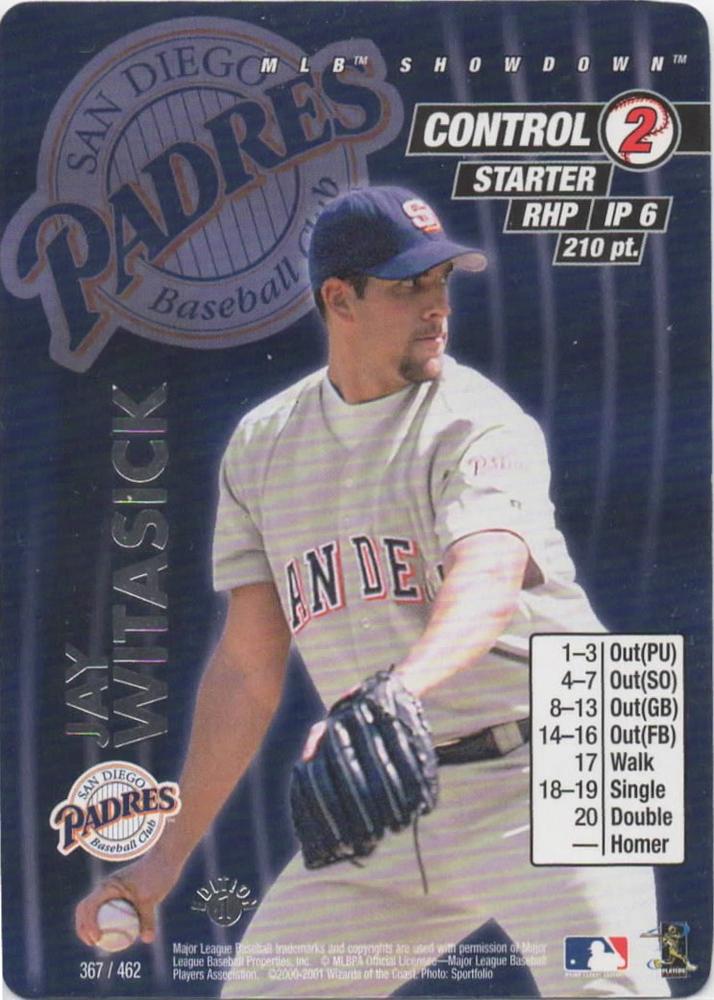 MLB™ SHOWDOWN™
SAN DIEGO
PADRES
Baseball Club
CONTROL 2
STARTER
RHP IP 6
210 pt.
S
P
AN DIE
JAY
WITASICK
1–3 Out(PU)
4–7 Out(SO)
8–13 Out(GB)
14–16 Out(FB)
17 Walk
18–19 Single
20 Double
— Homer
SAN DIEGO
PADRES™
Baseball Club
EDITION
1
Major League Baseball trademarks and copyrights are used with permission of Major
League Baseball Properties, Inc. © MLBPA Official Licensee—Major League Baseball
Players Association. ©2000-2001 Wizards of the Coast. Photo: Sportfolio
367 / 462
PLAYERS